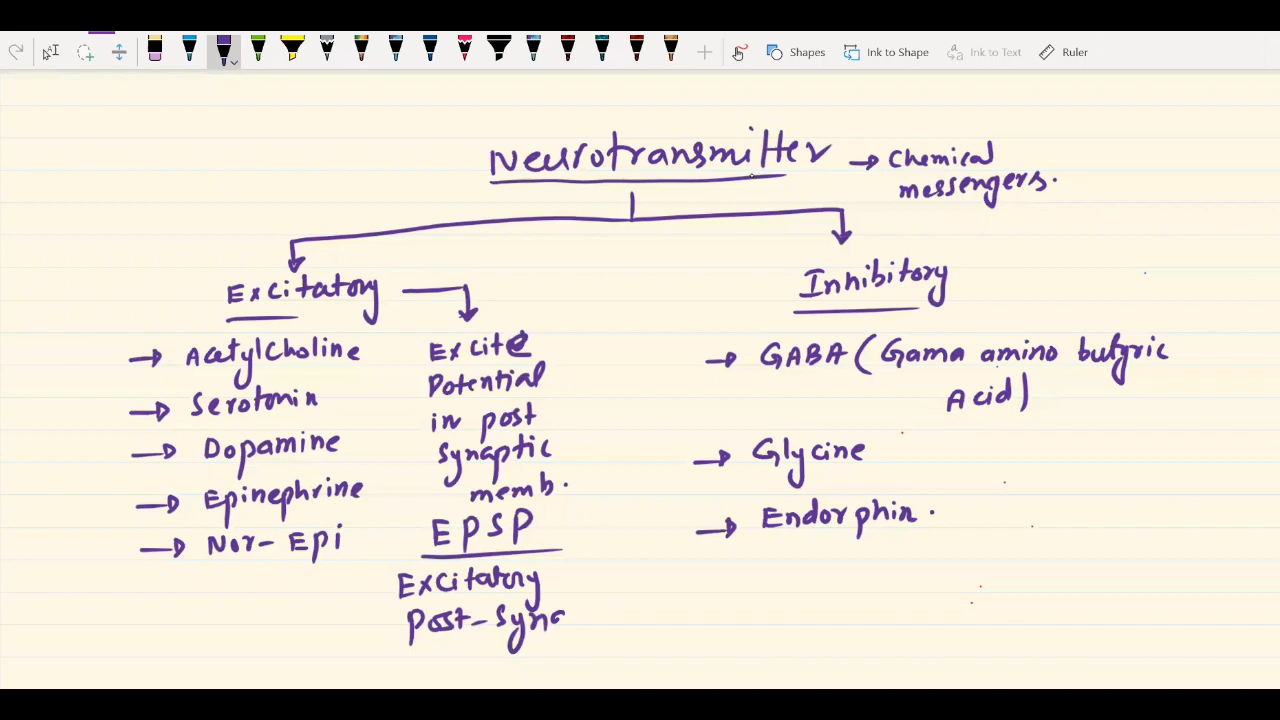 Shapes
Ink to Shape
Ink to Text
Ruler
Neurotransmitter → Chemical
messengers.
Excitatory
Inhibitory
→ Acetylcholine
→ Serotonin
→ Dopamine
→ Epinephrine
→ Nor-Epi
Excite
Potential
in post
synaptic
memb.
EPSP
Excitatory
Post-Syna
→ GABA (Gama amino butyric
Acid)
→ Glycine
→ Endorphin.